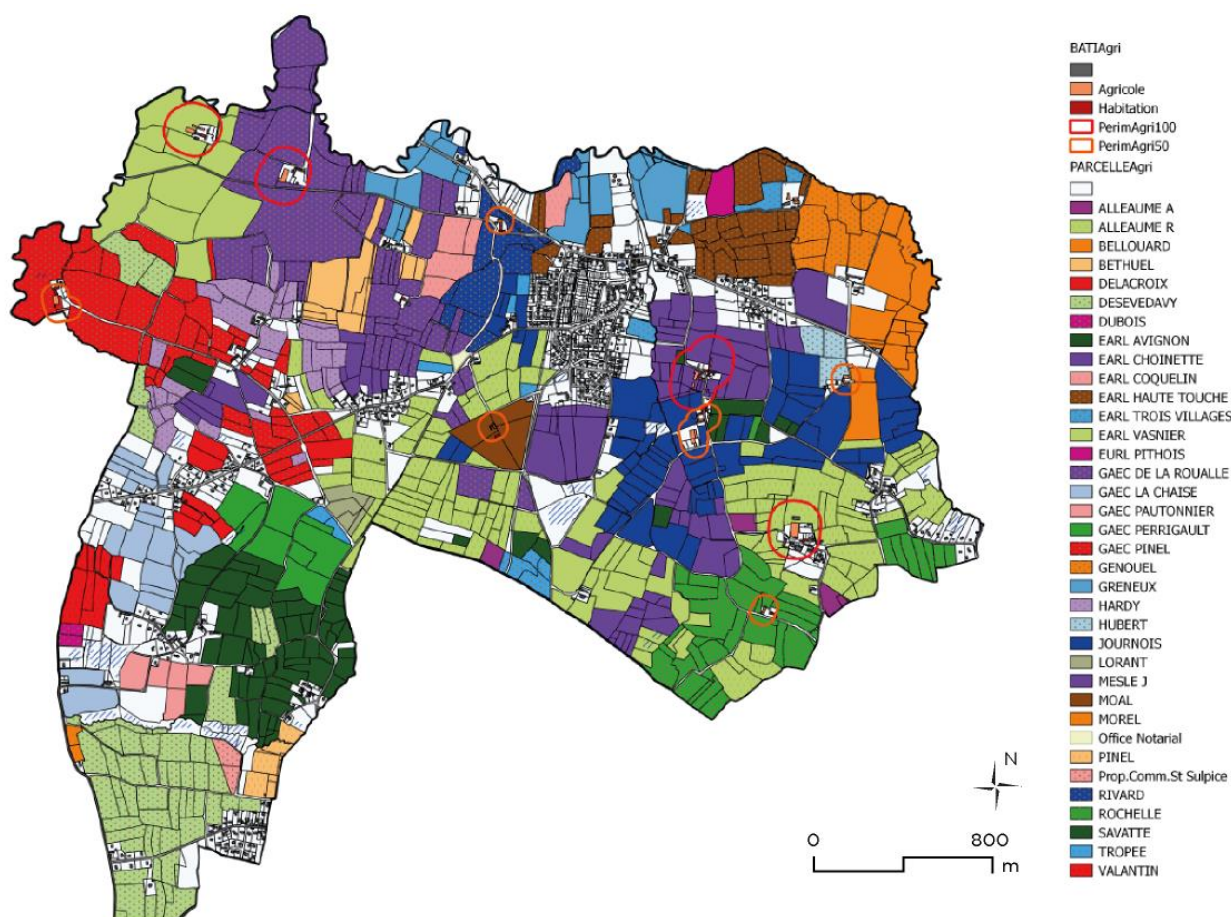 BATIAgri
Agricole
Habitation
PerimAgri100
PerimAgri50
PARCELLEAgri
ALLEAUME A
ALLEAUME R
BELLOUARD
BETHUEL
DELACROIX
DESEVEDAVY
DUBOIS
EARL AVIGNON
EARL CHOINETTE
EARL COQUELIN
EARL HAUTE TOUCHE
EARL TROIS VILLAGES
EARL VASNIER
EURL PITHOIS
GAEC DE LA ROUALLE
GAEC LA CHAISE
GAEC PAUTONNIER
GAEC PERRIGAULT
GAEC PINEL
GENOUEL
GRENEUX
HARDY
HUBERT
JOURNOIS
LORANT
MESLE J
MOAL
MOREL
Office Notarial
PINEL
Prop.Comm.St Sulpice
RIVARD
ROCHELLE
SAVATTE
TROPEE
VALANTIN
N
0 800
m